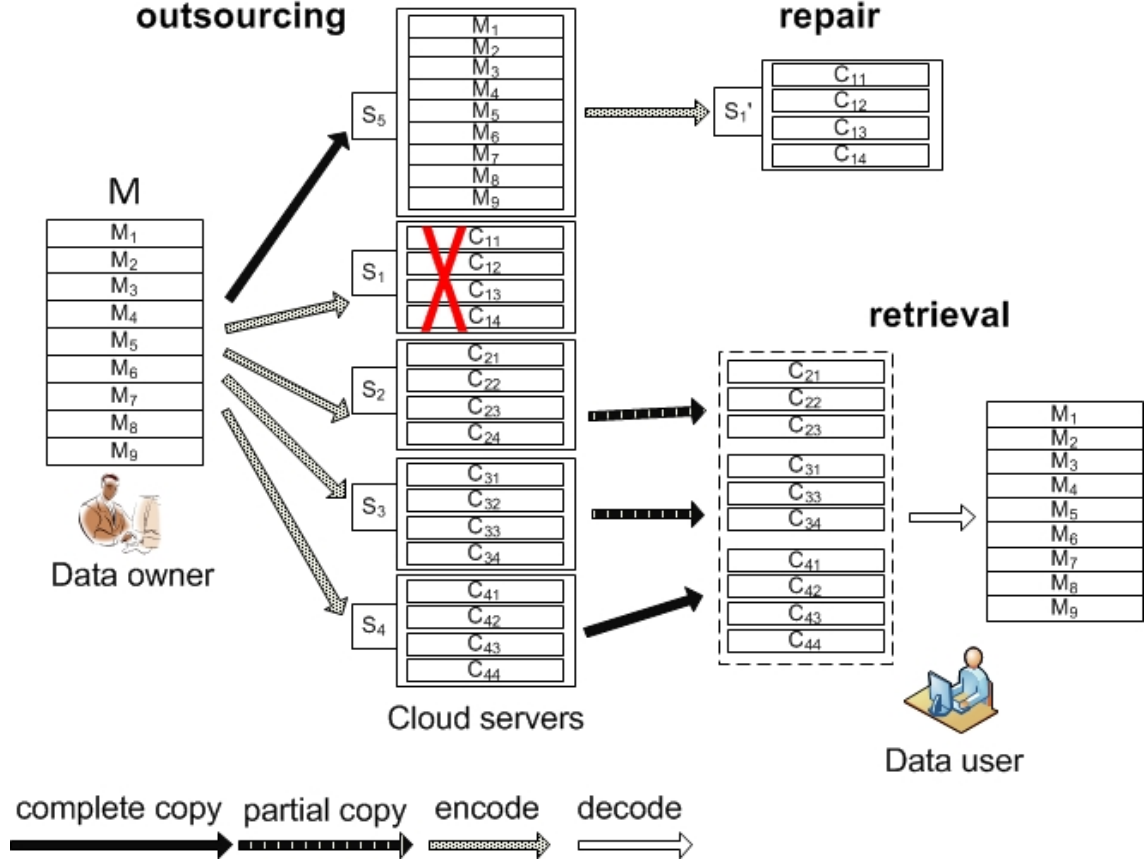 outsourcing
repair
M
M₁
M₂
M₃
M₄
M₅
M₆
M₇
M₈
M₉
Data owner
S₅
M₁
M₂
M₃
M₄
M₅
M₆
M₇
M₈
M₉
S₁
C₁₁
C₁₂
C₁₃
C₁₄
S₂
C₂₁
C₂₂
C₂₃
C₂₄
S₃
C₃₁
C₃₂
C₃₃
C₃₄
S₄
C₄₁
C₄₂
C₄₃
C₄₄
Cloud servers
S₁'
C₁₁
C₁₂
C₁₃
C₁₄
retrieval
C₂₁
C₂₂
C₂₃
C₃₁
C₃₃
C₃₄
C₄₁
C₄₂
C₄₃
C₄₄
M₁
M₂
M₃
M₄
M₅
M₆
M₇
M₈
M₉
Data user
complete copy partial copy encode decode